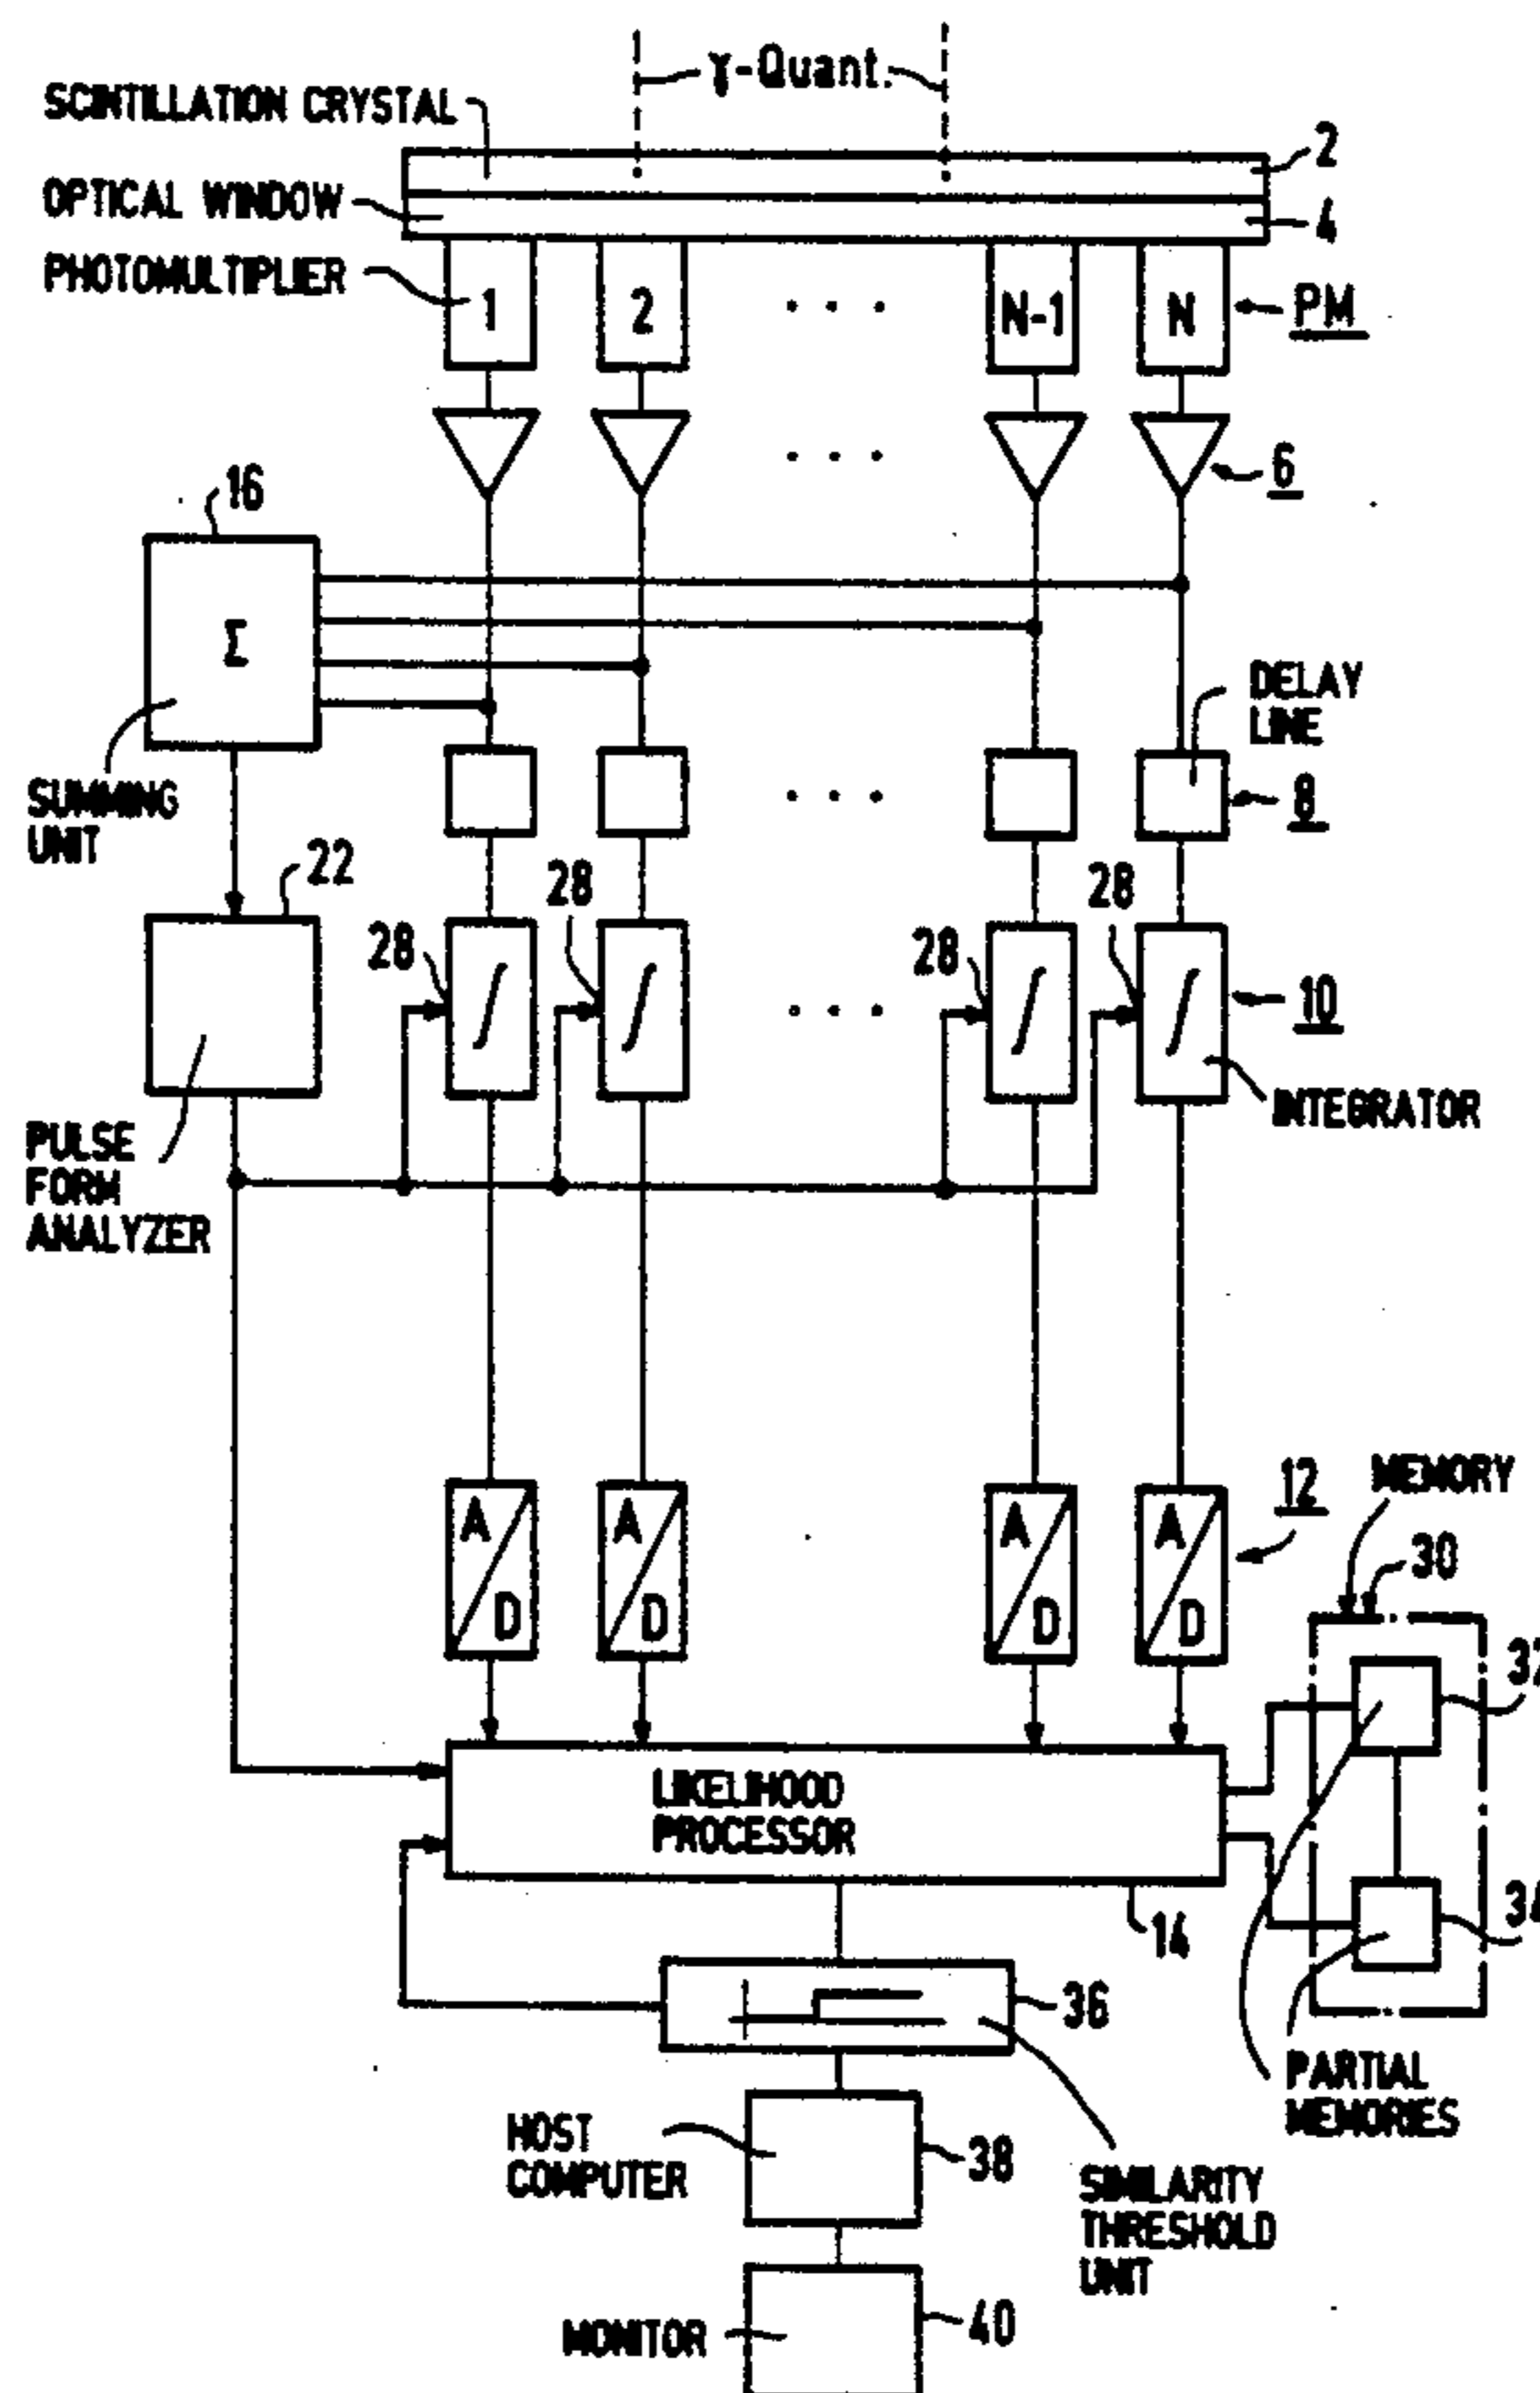 γ-Quant.
SCINTILLATION CRYSTAL
2
OPTICAL WINDOW
4
PHOTOMULTIPLIER
1
2
. . .
N-1
N
PM
. . .
6
16
Σ
DELAY
LINE
. . .
8
SUMMING
UNIT
22
28
28
28
28
∫
∫
. . .
∫
∫
10
INTEGRATOR
PULSE
FORM
ANALYZER
12
MEMORY
A
D
A
D
A
D
A
D
30
32
LIKELIHOOD
PROCESSOR
14
36
PARTIAL
MEMORIES
HOST
COMPUTER
38
SIMILARITY
THRESHOLD
UNIT
MONITOR
40